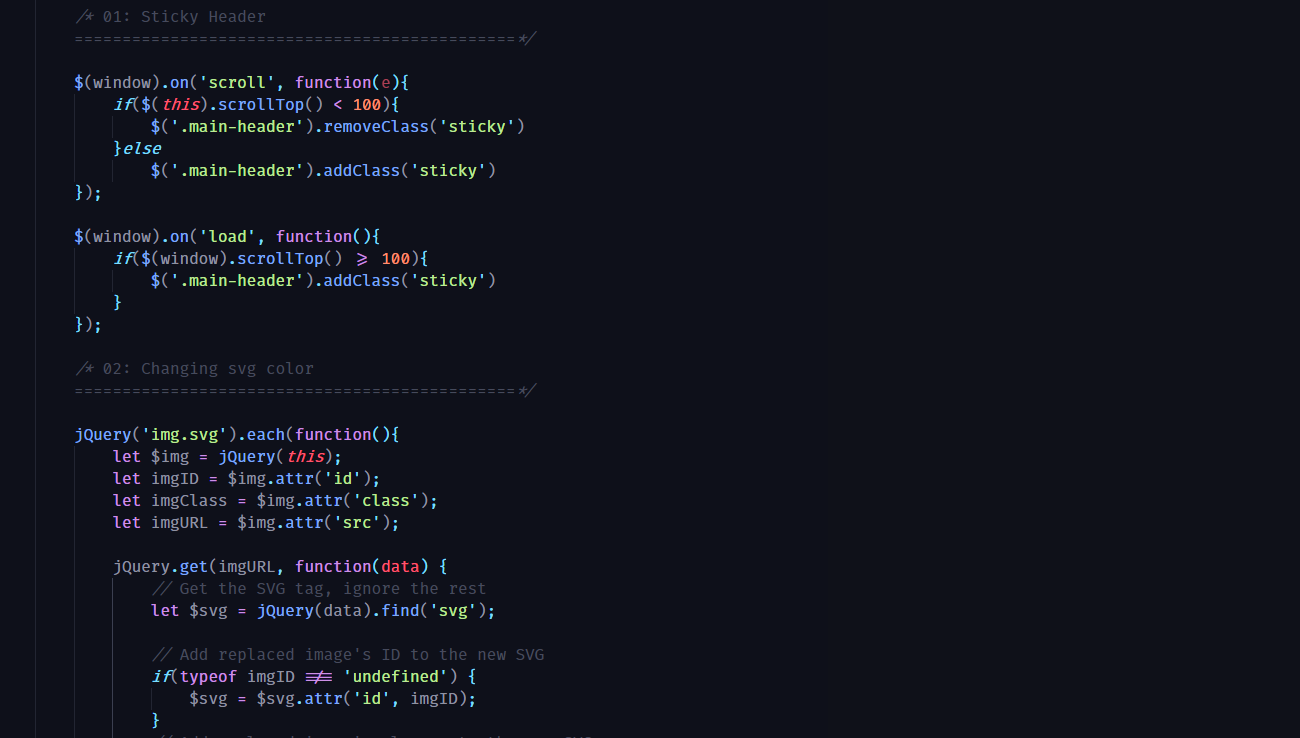 /* 01: Sticky Header
==============================================*/
$(window).on('scroll', function(e){
if($(this).scrollTop() < 100){
$('.main-header').removeClass('sticky')
}else
$('.main-header').addClass('sticky')
});
$(window).on('load', function(){
if($(window).scrollTop() >= 100){
$('.main-header').addClass('sticky')
}
});
/* 02: Changing svg color
==============================================*/
jQuery('img.svg').each(function(){
let $img = jQuery(this);
let imgID = $img.attr('id');
let imgClass = $img.attr('class');
let imgURL = $img.attr('src');
jQuery.get(imgURL, function(data) {
// Get the SVG tag, ignore the rest
let $svg = jQuery(data).find('svg');
// Add replaced image's ID to the new SVG
if(typeof imgID !== 'undefined') {
$svg = $svg.attr('id', imgID);
}